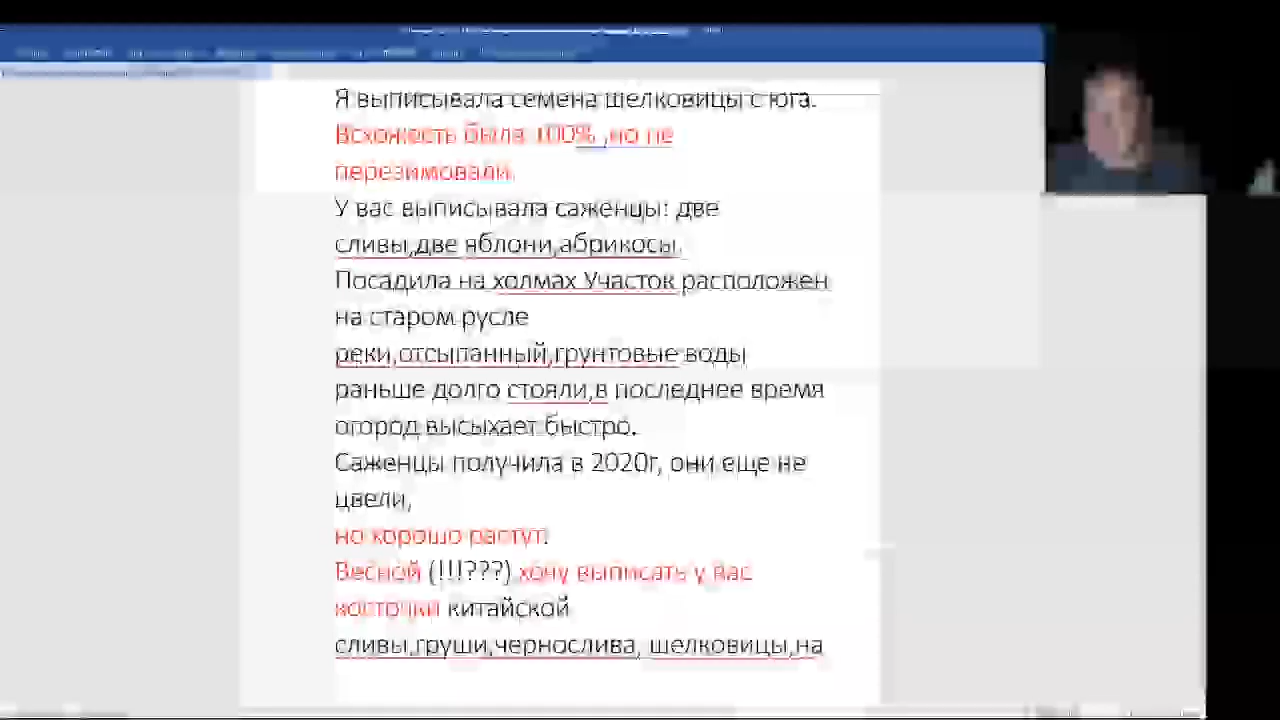 Я выписывала семена шелковицы с юга.
Всхожесть была 100% ,но не
перезимовали.
У вас выписывала саженцы: две
сливы,две яблони,абрикосы.
Посадила на холмах Участок расположен
на старом русле
реки,отсыпанный,грунтовые воды
раньше долго стояли,в последнее время
огород высыхает быстро.
Саженцы получила в 2020г, они еще не
цвели,
но хорошо растут.
Весной (!!!???) хочу выписать у вас
косточки китайской
сливы,груши,чернослива, шелковицы,на